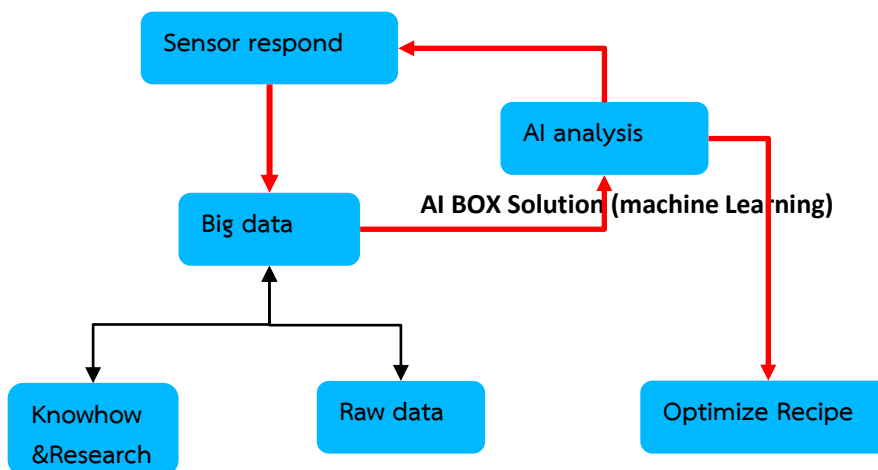 Sensor respond
AI analysis
AI BOX Solution (machine Learning)
Big data
Knowhow
&Research
Raw data
Optimize Recipe